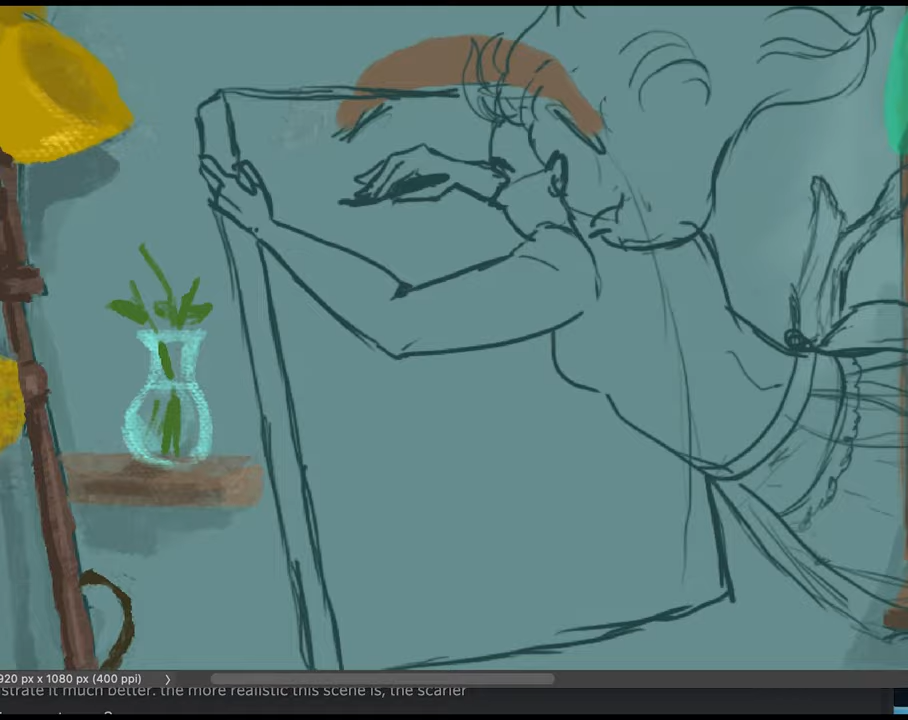 920 px x 1080 px (400 ppi)
strate it much better. the more realistic this scene is, the scarier